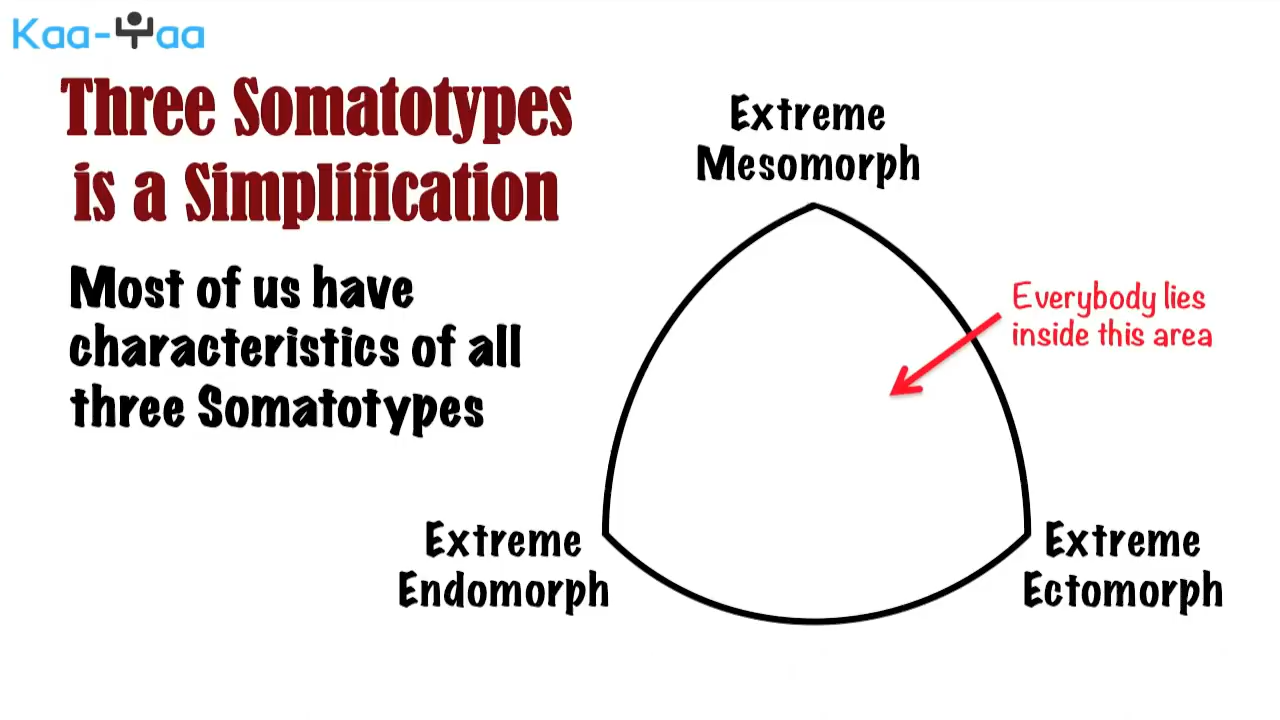 Kaa-Yaa
Three Somatotypes
is a Simplification
Most of us have
characteristics of all
three Somatotypes
Extreme
Mesomorph
Everybody lies
inside this area
Extreme
Endomorph
Extreme
Ectomorph